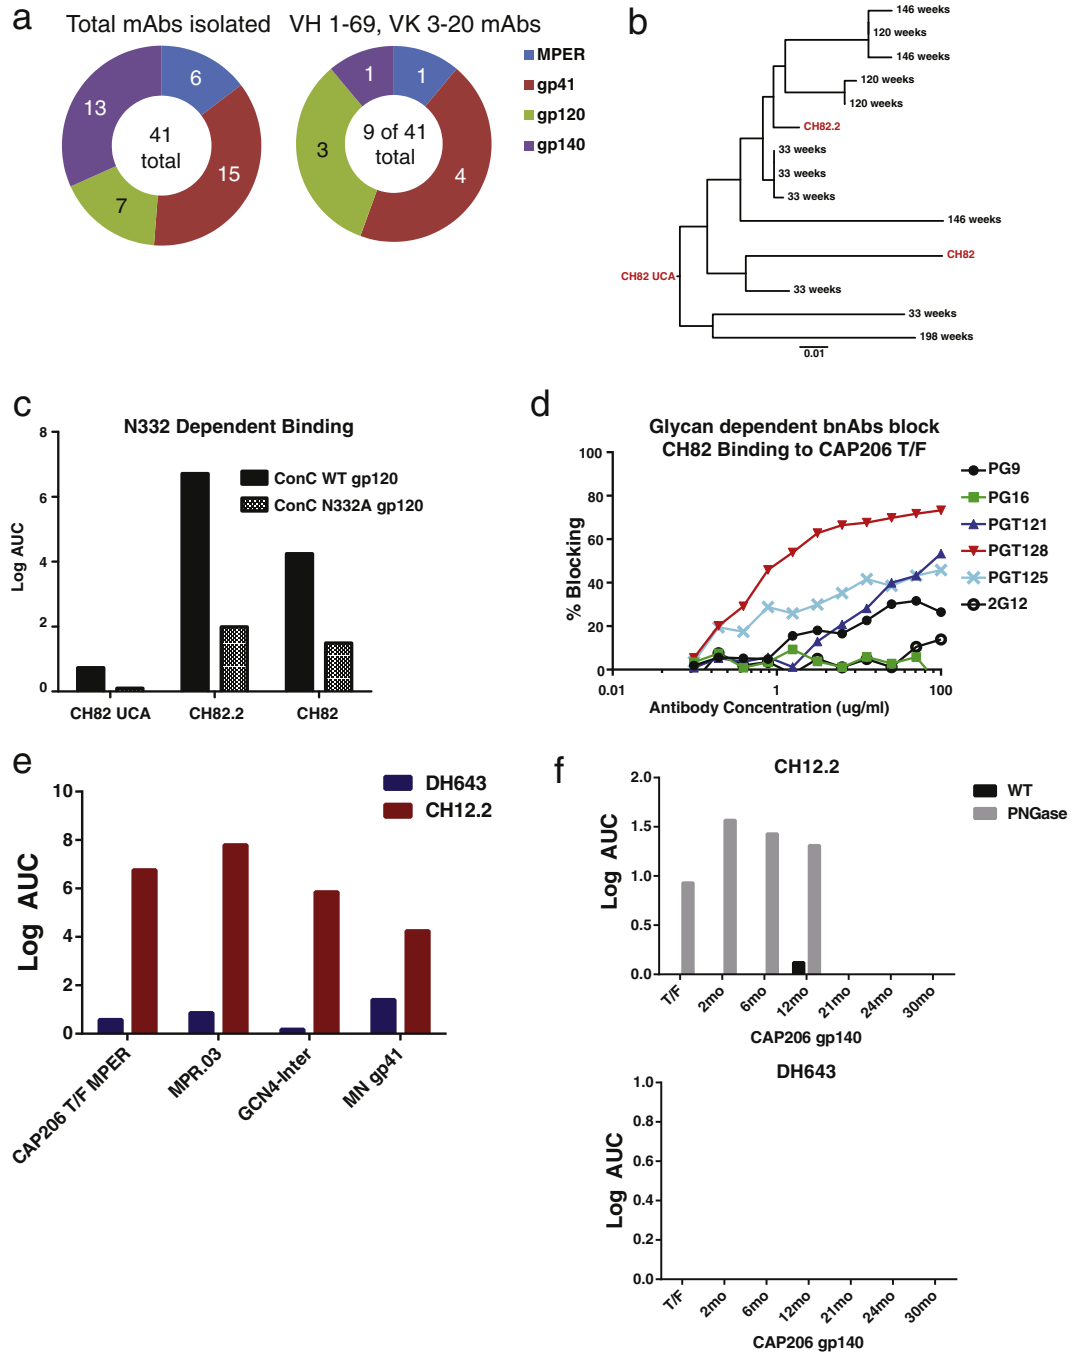 a
Total mAbs isolated
VH 1-69, VK 3-20 mAbs
6
15
7
13
41
total
1
4
3
1
9 of 41
total
MPER
gp41
gp120
gp140
b
146 weeks
120 weeks
146 weeks
120 weeks
120 weeks
CH82.2
33 weeks
33 weeks
33 weeks
146 weeks
CH82
CH82 UCA
33 weeks
33 weeks
198 weeks
0.01
c
N332 Dependent Binding
8
6
4
2
0
Log AUC
ConC WT gp120
ConC N332A gp120
CH82 UCA
CH82.2
CH82
d
Glycan dependent bnAbs block
CH82 Binding to CAP206 T/F
100
80
60
40
20
0
% Blocking
0.01
1
100
Antibody Concentration (ug/ml)
PG9
PG16
PGT121
PGT128
PGT125
2G12
e
DH643
CH12.2
10
8
6
4
2
0
Log AUC
CAP206 T/F MPER
MPR.03
GCN4-Inter
MN gp41
f
CH12.2
WT
PNGase
2.0
1.5
1.0
0.5
0.0
Log AUC
T/F
2mo
6mo
12mo
21mo
24mo
30mo
CAP206 gp140
DH643
1.0
0.8
0.6
0.4
0.2
0.0
Log AUC
T/F
2mo
6mo
12mo
21mo
24mo
30mo
CAP206 gp140